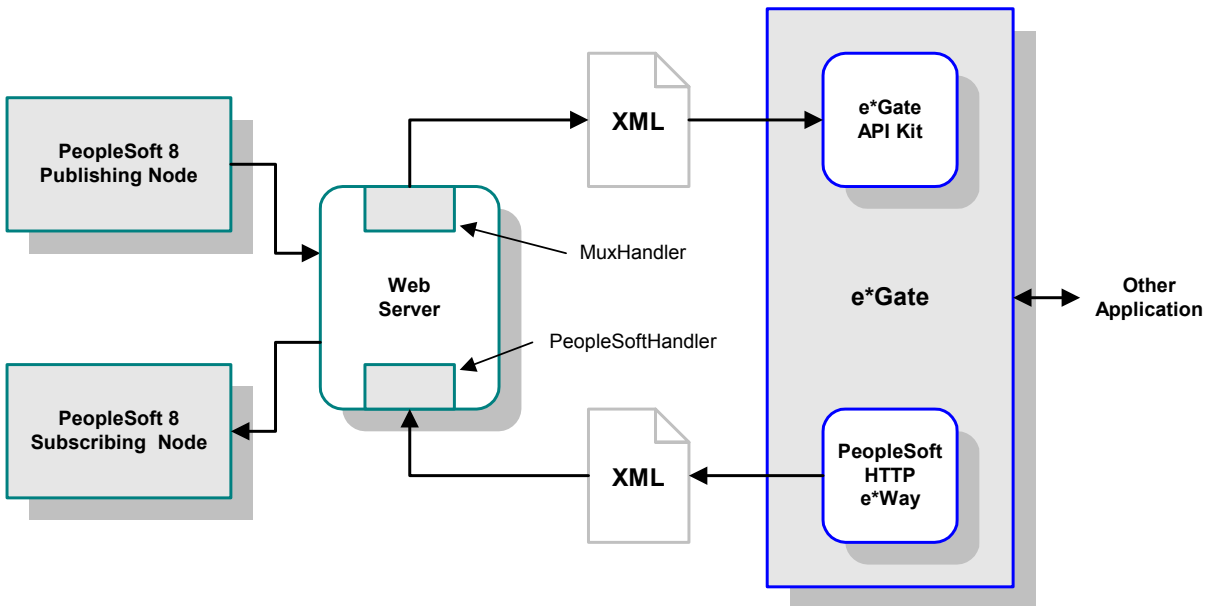 PeopleSoft 8
Publishing Node
XML
e*Gate
API Kit
MuxHandler
Web
Server
e*Gate
Other
Application
PeopleSoftHandler
PeopleSoft 8
Subscribing Node
XML
PeopleSoft
HTTP
e*Way